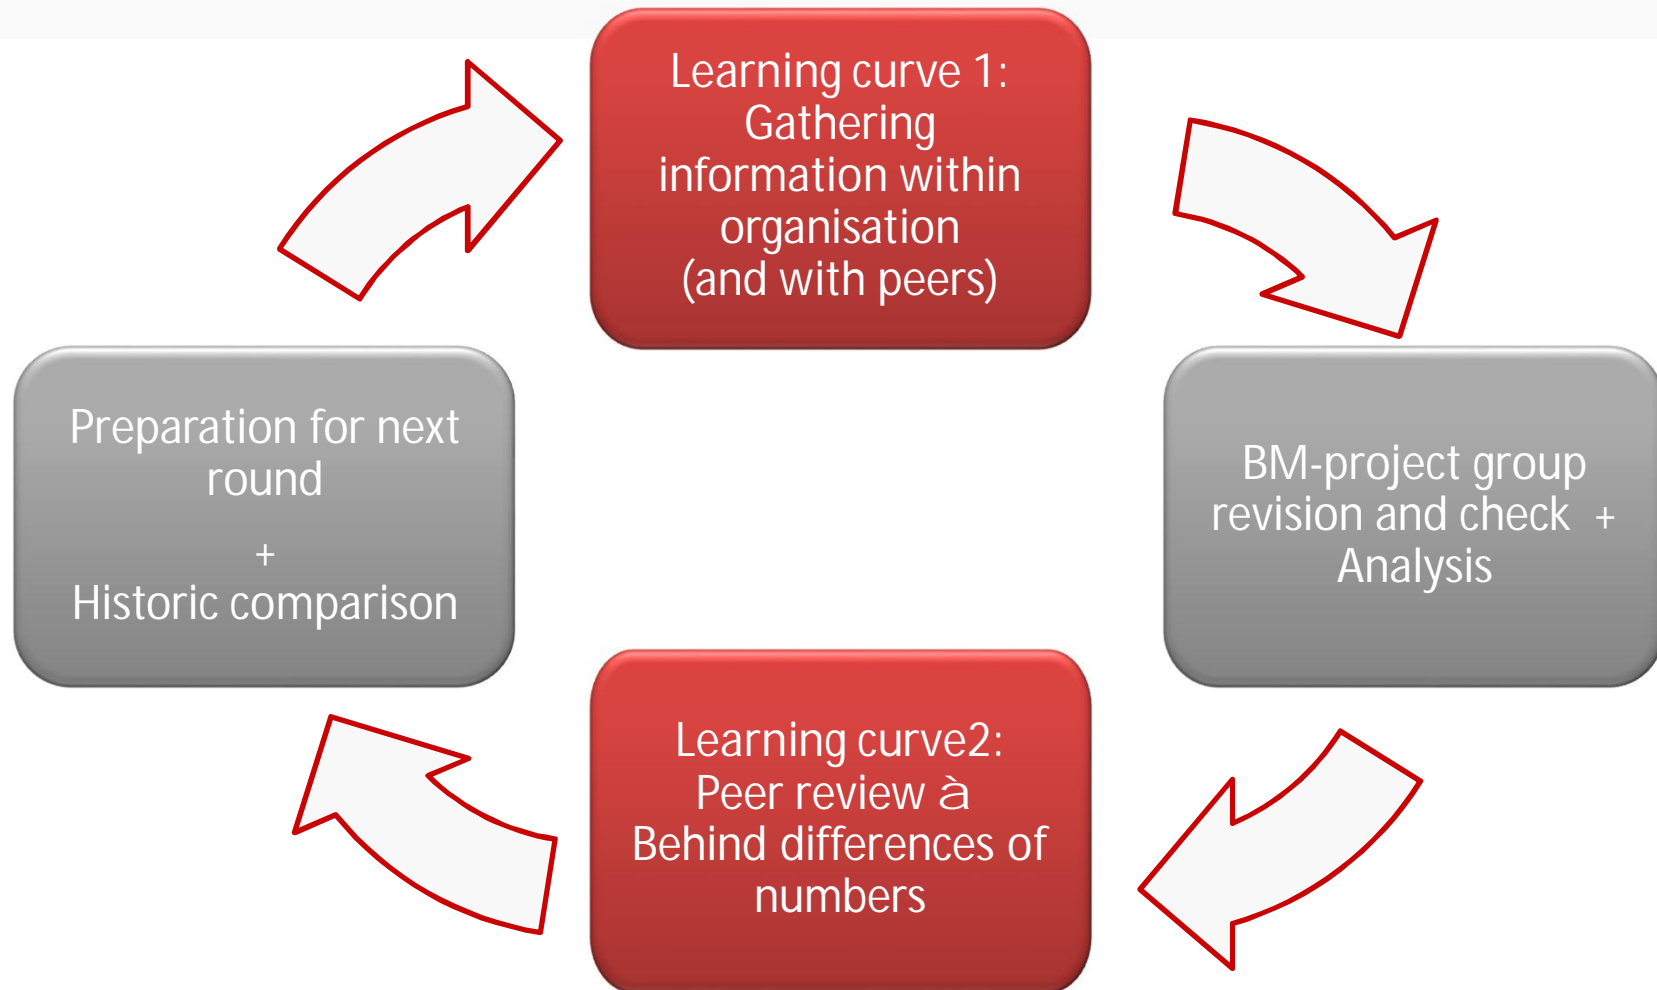 Learning curve 1:
Gathering
information within
organisation
(and with peers)
Preparation for next
round
+
Historic comparison
BM-project group
revision and check +
Analysis
Learning curve2:
Peer review à
Behind differences of
numbers